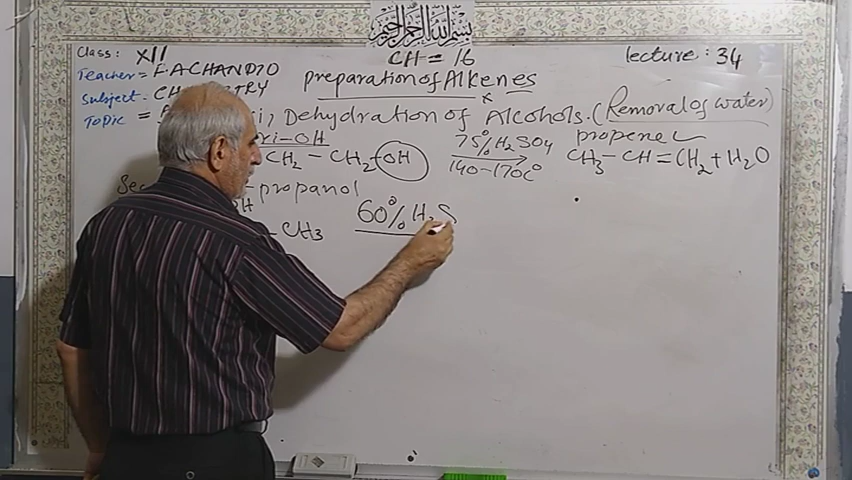 بسم الله الرحمن الرحيم
Class: XII
CH = 16
lecture: 34
Teacher = F.A CHANDIO
preparation of Alkenes
Subject.
Topic =
Dehydration of Alcohols. (Removal of water)
ri-OH
75% H2SO4
140-170C°
propene
CH2 - CH2-OH
CH3-CH=CH2+H2O
Sec
propanol
OH
- CH3
60% H2S